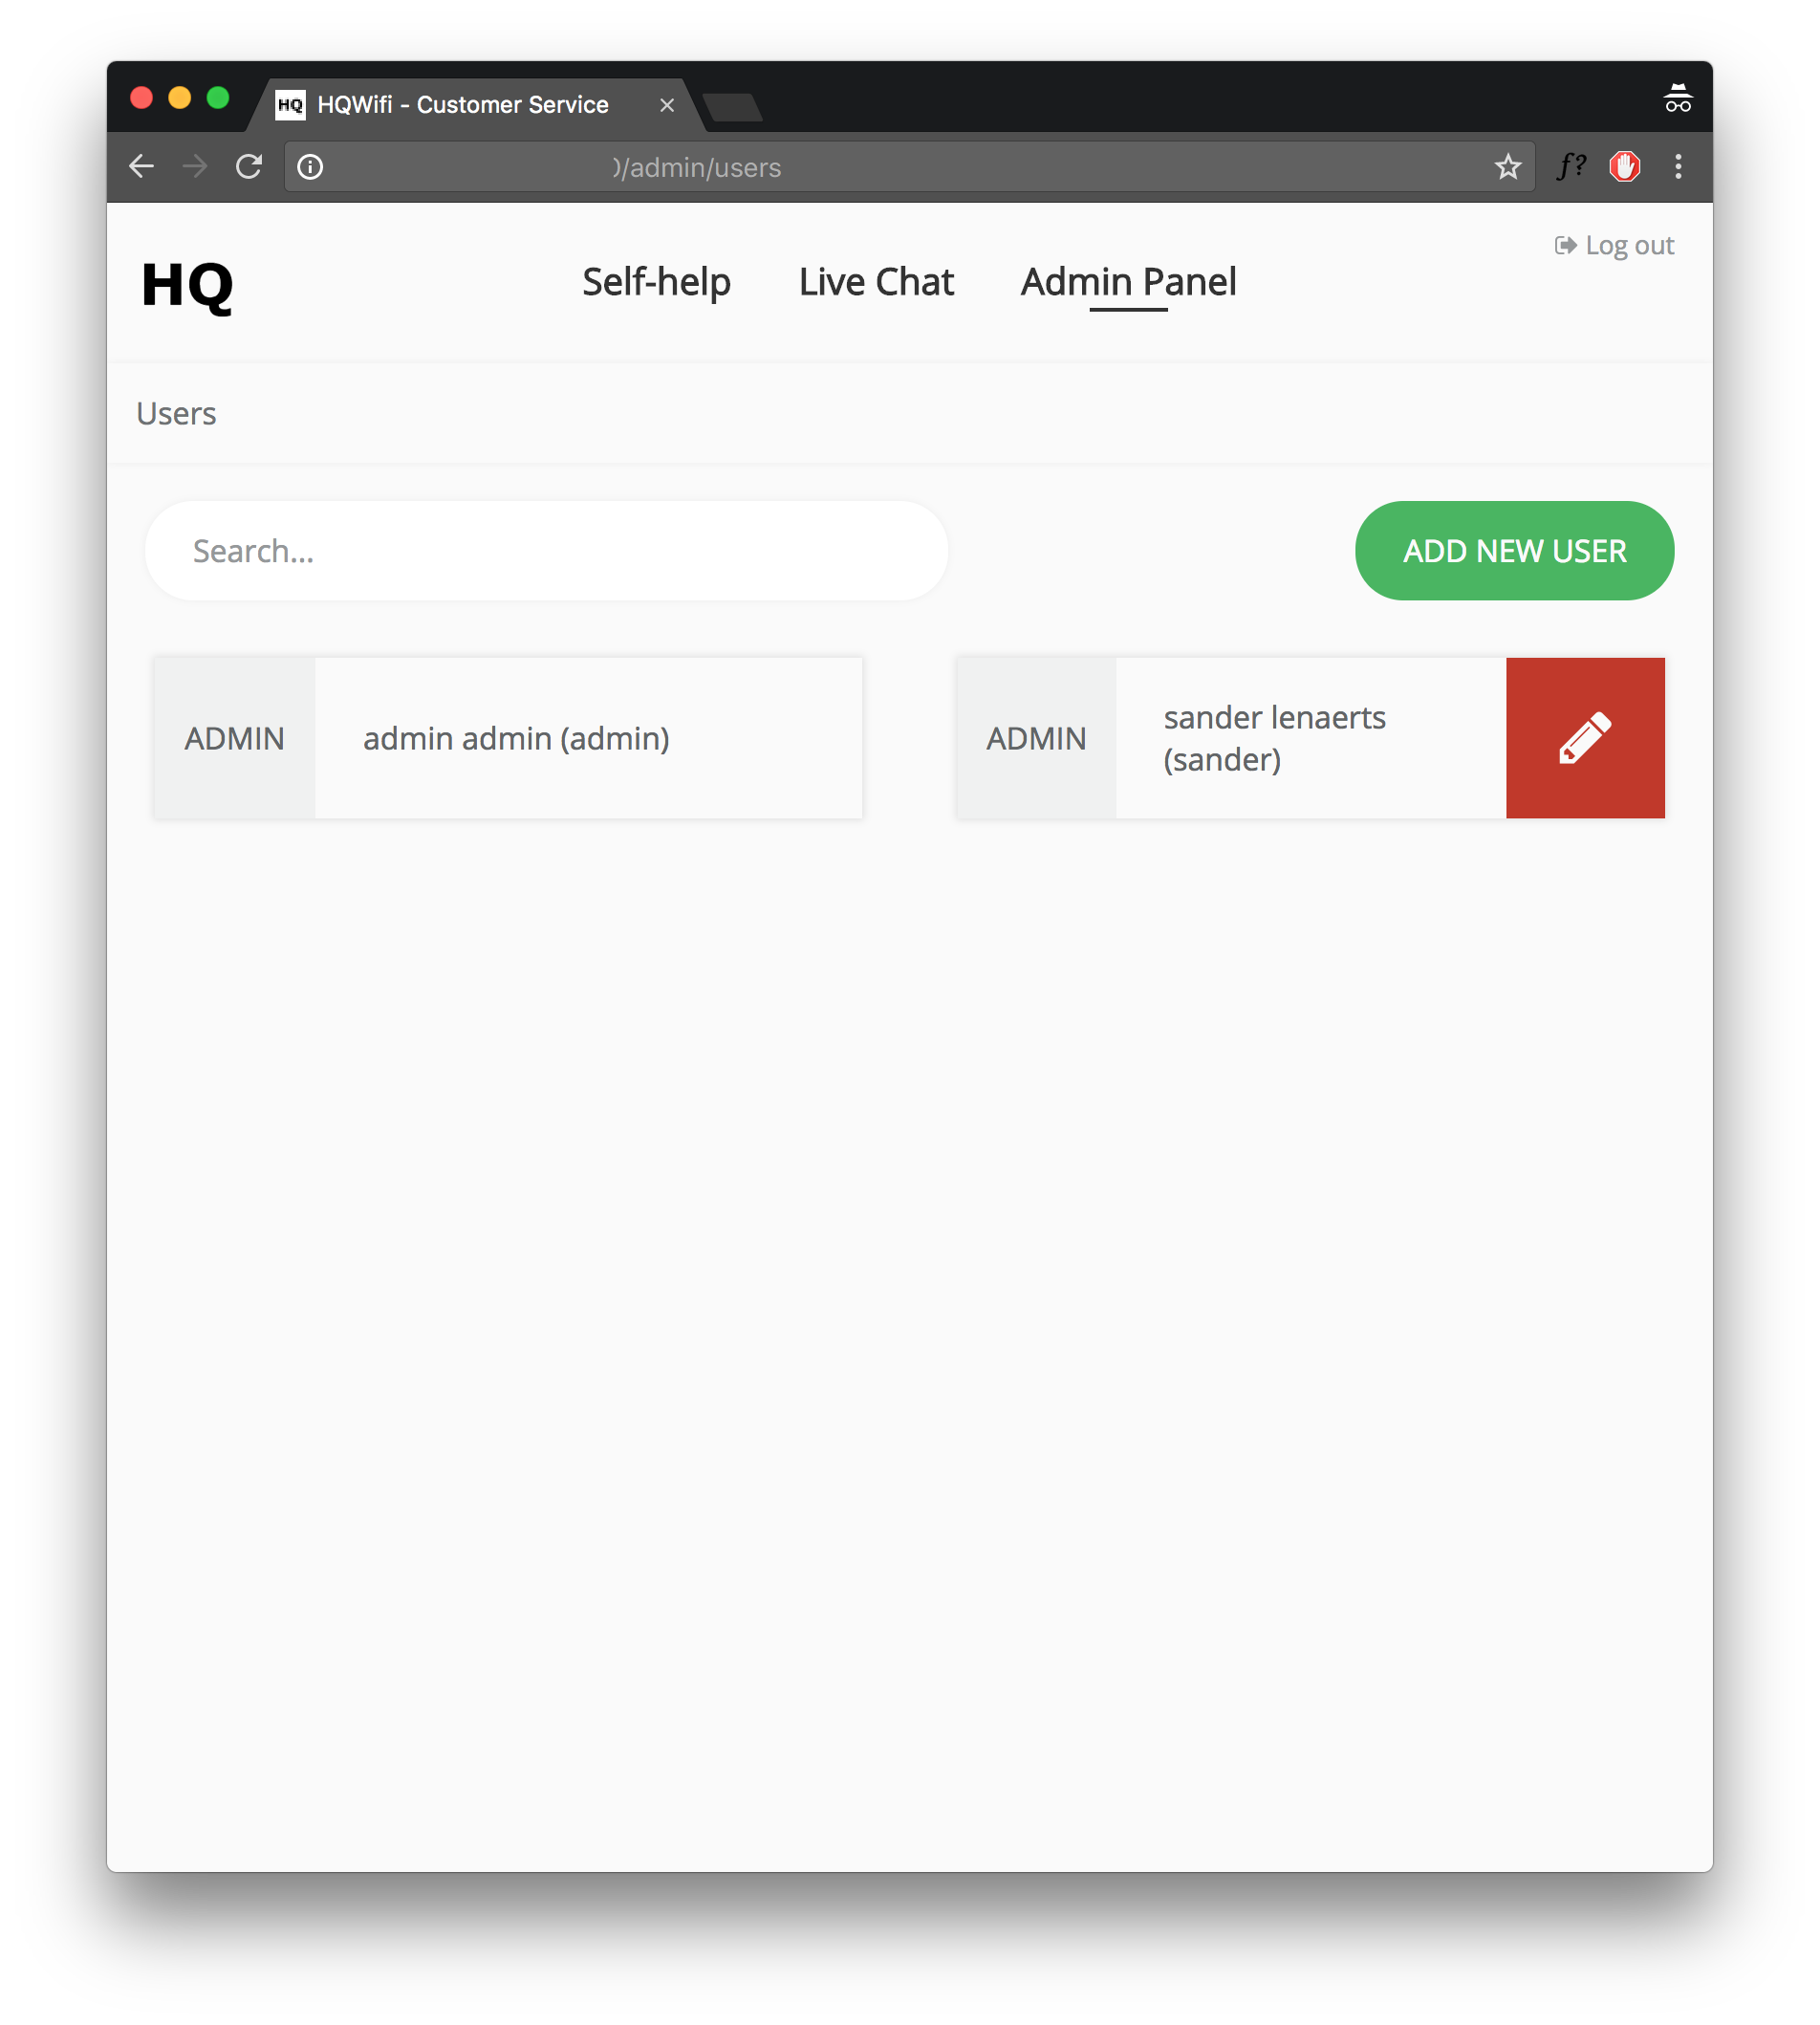 HQ HQWifi - Customer Service
/admin/users
f?
Log out
HQ
Self-help
Live Chat
Admin Panel
Users
Search...
ADD NEW USER
ADMIN
admin admin (admin)
ADMIN
sander lenaerts
(sander)